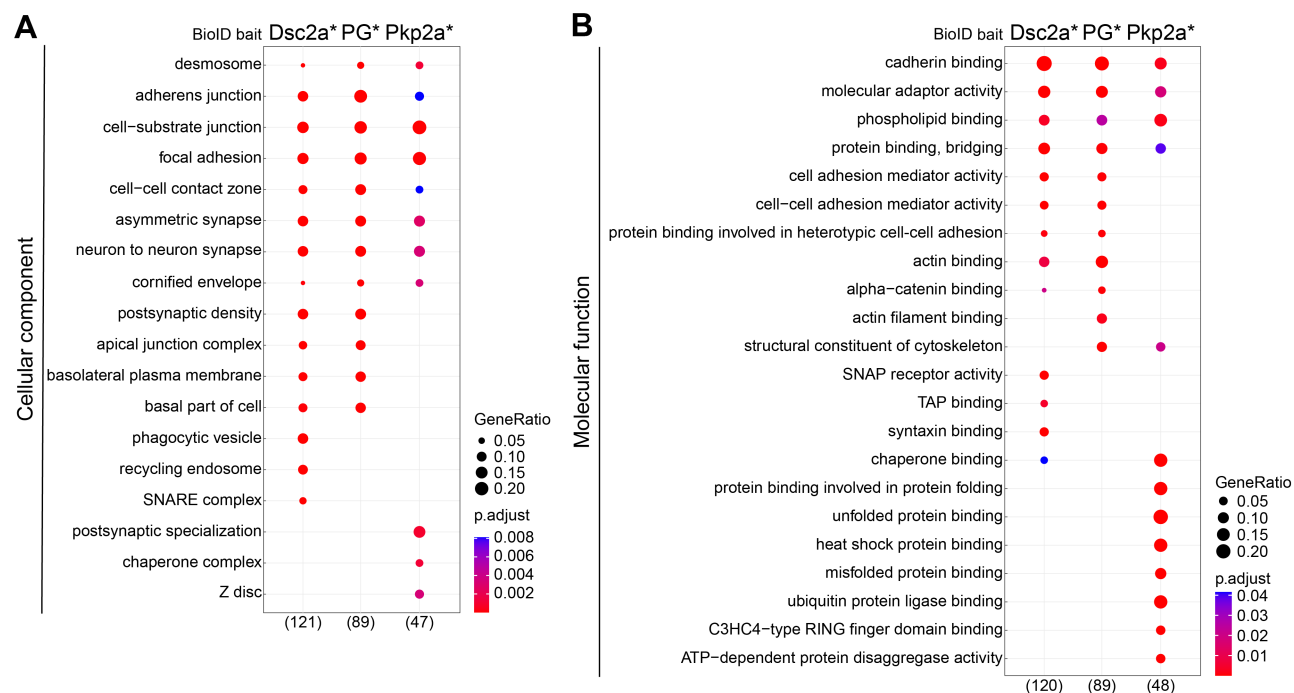 A
BioID bait Dsc2a* PG* Pkp2a*
Cellular component
desmosome
adherens junction
cell−substrate junction
focal adhesion
cell−cell contact zone
asymmetric synapse
neuron to neuron synapse
cornified envelope
postsynaptic density
apical junction complex
basolateral plasma membrane
basal part of cell
phagocytic vesicle
recycling endosome
SNARE complex
postsynaptic specialization
chaperone complex
Z disc
(121) (89) (47)
GeneRatio
0.05
0.10
0.15
0.20
p.adjust
0.008
0.006
0.004
0.002
B
BioID bait Dsc2a* PG* Pkp2a*
Molecular function
cadherin binding
molecular adaptor activity
phospholipid binding
protein binding, bridging
cell adhesion mediator activity
cell−cell adhesion mediator activity
protein binding involved in heterotypic cell-cell adhesion
actin binding
alpha−catenin binding
actin filament binding
structural constituent of cytoskeleton
SNAP receptor activity
TAP binding
syntaxin binding
chaperone binding
protein binding involved in protein folding
unfolded protein binding
heat shock protein binding
misfolded protein binding
ubiquitin protein ligase binding
C3HC4−type RING finger domain binding
ATP−dependent protein disaggregase activity
(120) (89) (48)
GeneRatio
0.05
0.10
0.15
0.20
p.adjust
0.04
0.03
0.02
0.01